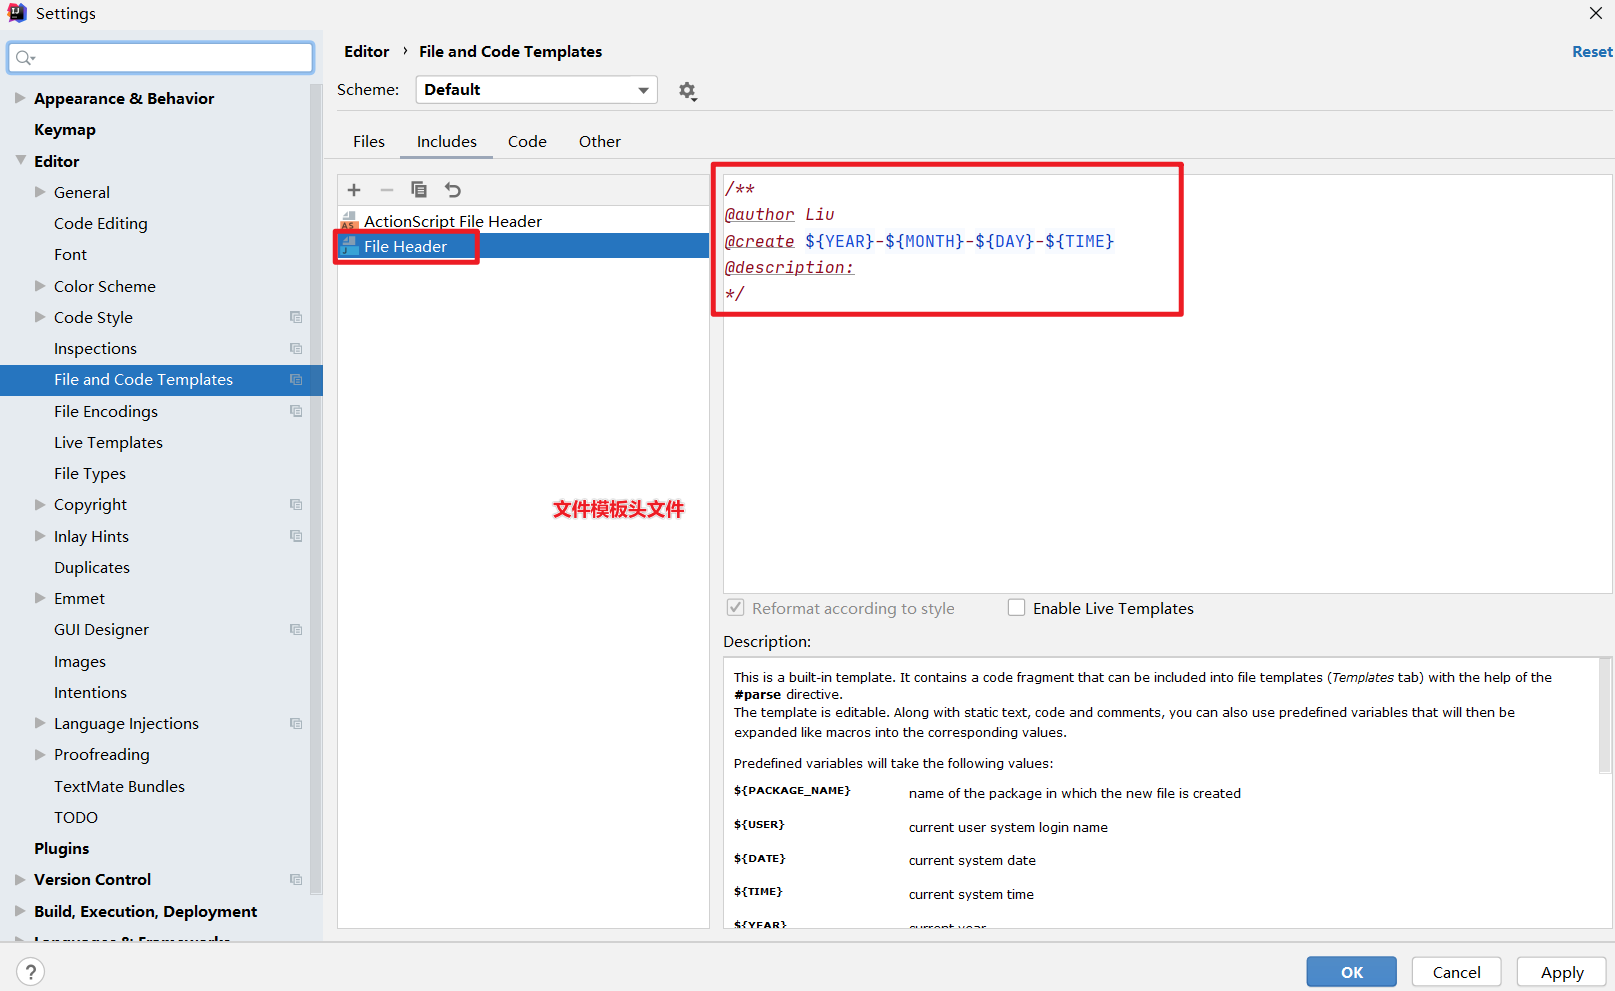 Settings
Appearance & Behavior
Keymap
Editor
General
Code Editing
Font
Color Scheme
Code Style
Inspections
File and Code Templates
File Encodings
Live Templates
File Types
Copyright
Inlay Hints
Duplicates
Emmet
GUI Designer
Images
Intentions
Language Injections
Proofreading
TextMate Bundles
TODO
Plugins
Version Control
Build, Execution, Deployment
Languages & Frameworks
Editor › File and Code Templates
Reset
Scheme: Default
Files Includes Code Other
ActionScript File Header
File Header
文件模板头文件
/**
@author Liu
@create ${YEAR}-${MONTH}-${DAY}-${TIME}
@description:
*/
Reformat according to style Enable Live Templates
Description:
This is a built-in template. It contains a code fragment that can be included into file templates (Templates tab) with the help of the
#parse directive.
The template is editable. Along with static text, code and comments, you can also use predefined variables that will then be
expanded like macros into the corresponding values.
Predefined variables will take the following values:
${PACKAGE_NAME} name of the package in which the new file is created
${USER} current user system login name
${DATE} current system date
${TIME} current system time
${YEAR} current year
? OK Cancel Apply